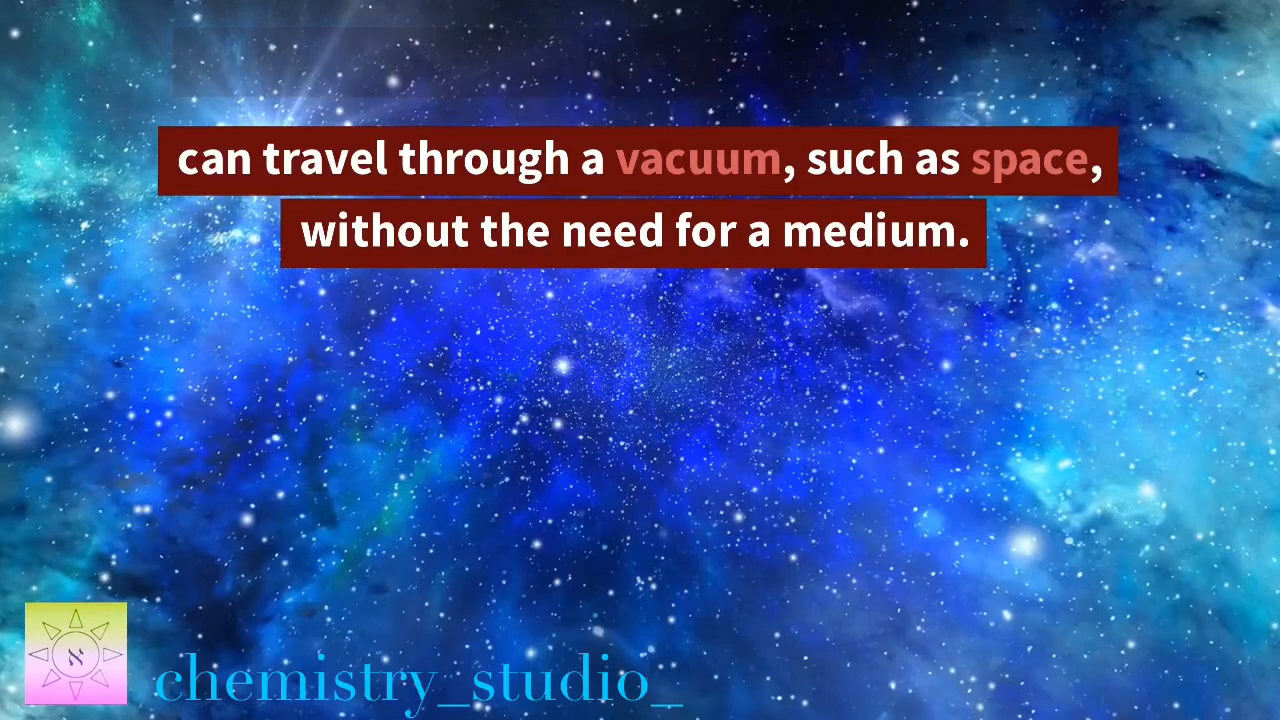 can travel through a vacuum, such as space,
without the need for a medium.
א
chemistry_studio_